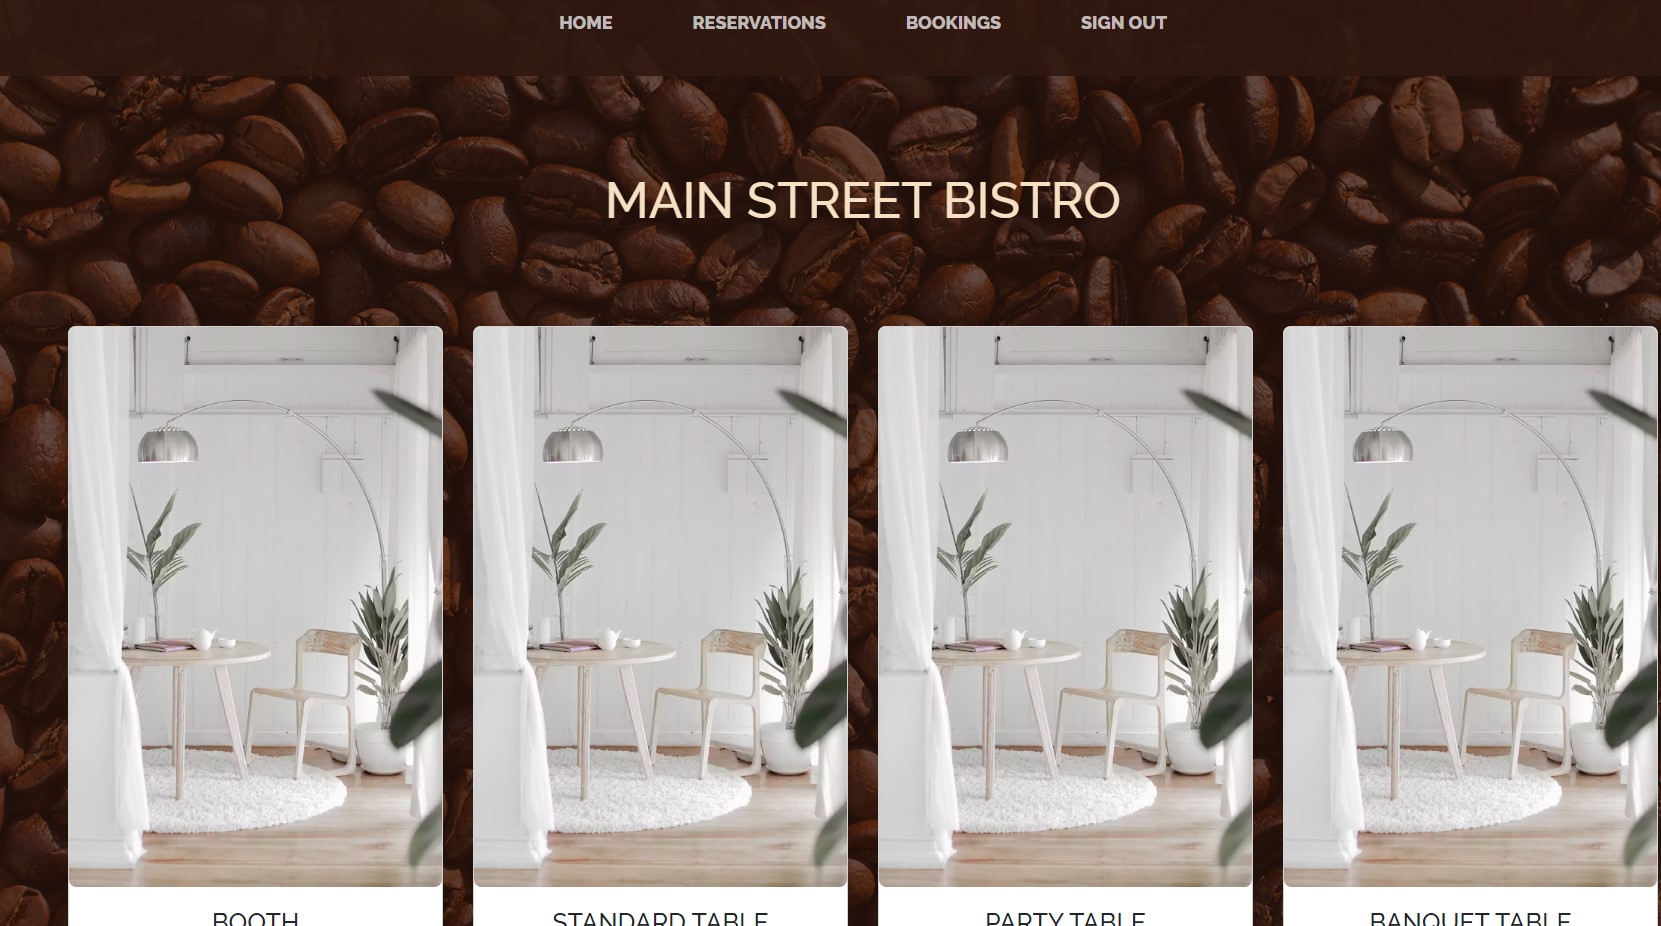 HOME RESERVATIONS BOOKINGS SIGN OUT
MAIN STREET BISTRO
BOOTH STANDARD TABLE PARTY TABLE BANQUET TABLE